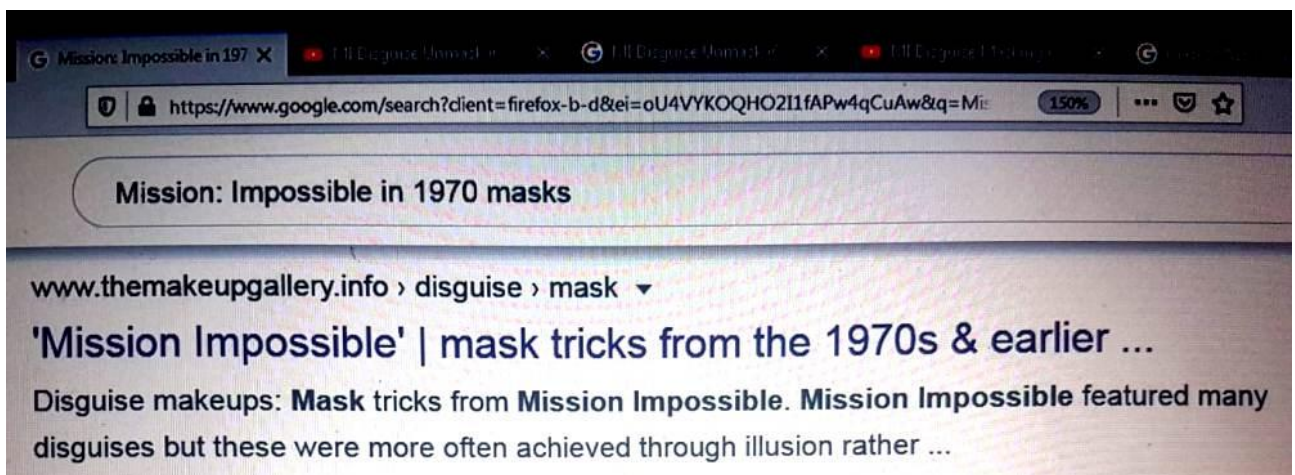 Mission: Impossible in 197
https://www.google.com/search?client=firefox-b-d&ei=oU4VYKOQHO2I1fAPw4qCuAw&q=Mi
150%
Mission: Impossible in 1970 masks
www.themakeupgallery.info › disguise › mask
'Mission Impossible' | mask tricks from the 1970s & earlier ...
Disguise makeups: Mask tricks from Mission Impossible. Mission Impossible featured many
disguises but these were more often achieved through illusion rather ...